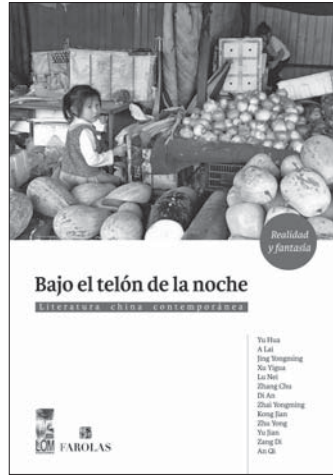 Realidad
y fantasía
Bajo el telón de la noche
Literatura china contemporánea
Yu Hua
A Lai
Jing Yongming
Xu Yigua
Lu Nei
Zhang Chu
Di An
Zhai Yongming
Kong Jian
Zhu Yong
Yu Jian
Zang Di
An Qi
LOM
FAROLAS